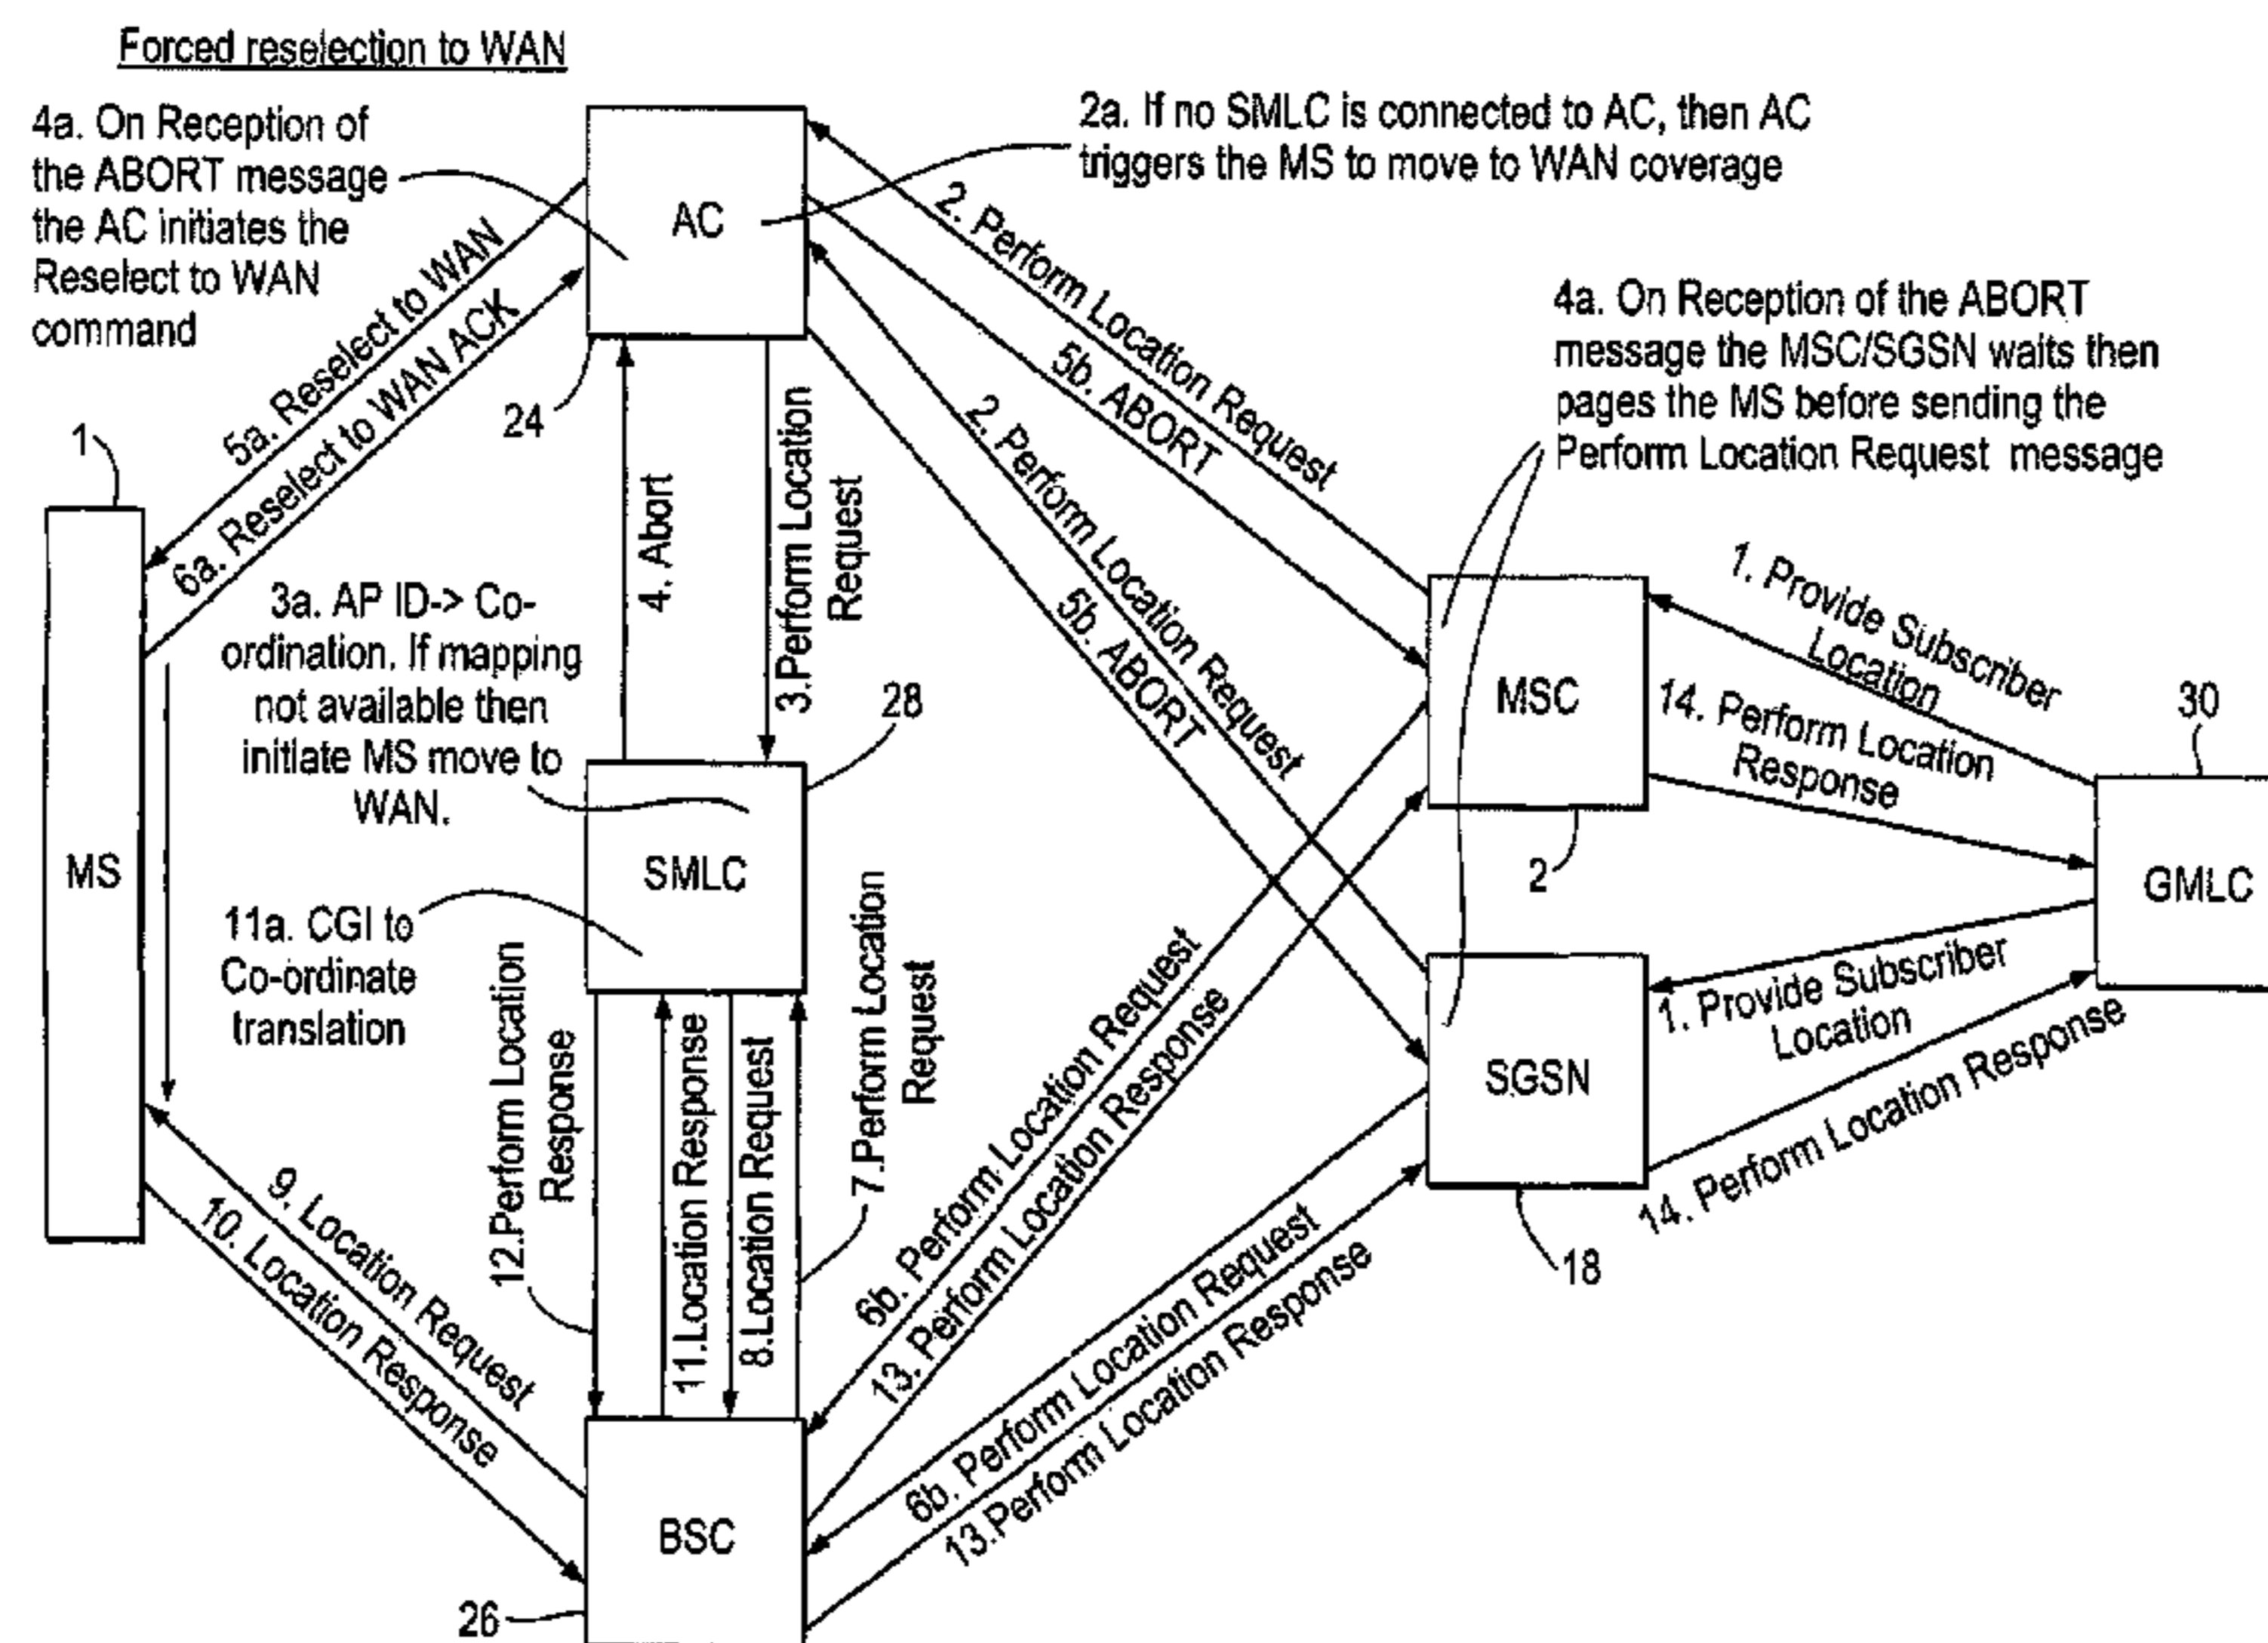 Forced reselection to WAN
4a. On Reception of
the ABORT message
the AC initiates the
Reselect to WAN
command
2a. If no SMLC is connected to AC, then AC
triggers the MS to move to WAN coverage
AC
24
4a. On Reception of the ABORT
message the MSC/SGSN waits then
pages the MS before sending the
Perform Location Request message
5a. Reselect to WAN
6a. Reselect to WAN ACK
2. Perform Location Request
5b. ABORT
2. Perform Location Request
5b. ABORT
4. Abort
3.Perform Location
Request
1
MS
3a. AP ID-> Co-
ordination. If mapping
not available then
initiate MS move to
WAN.
28
SMLC
11a. CGI to
Co-ordinate
translation
MSC
2
1. Provide Subscriber
Location
14. Perform Location
Response
30
GMLC
1. Provide Subscriber
Location
14. Perform Location Response
SGSN
18
12.Perform Location
Response
11.Location Response
8.Location Request
7.Perform Location
Request
6b. Perform Location Request
13. Perform Location Response
6b. Perform Location Request
13.Perform Location Response
9. Location Request
10. Location Response
BSC
26